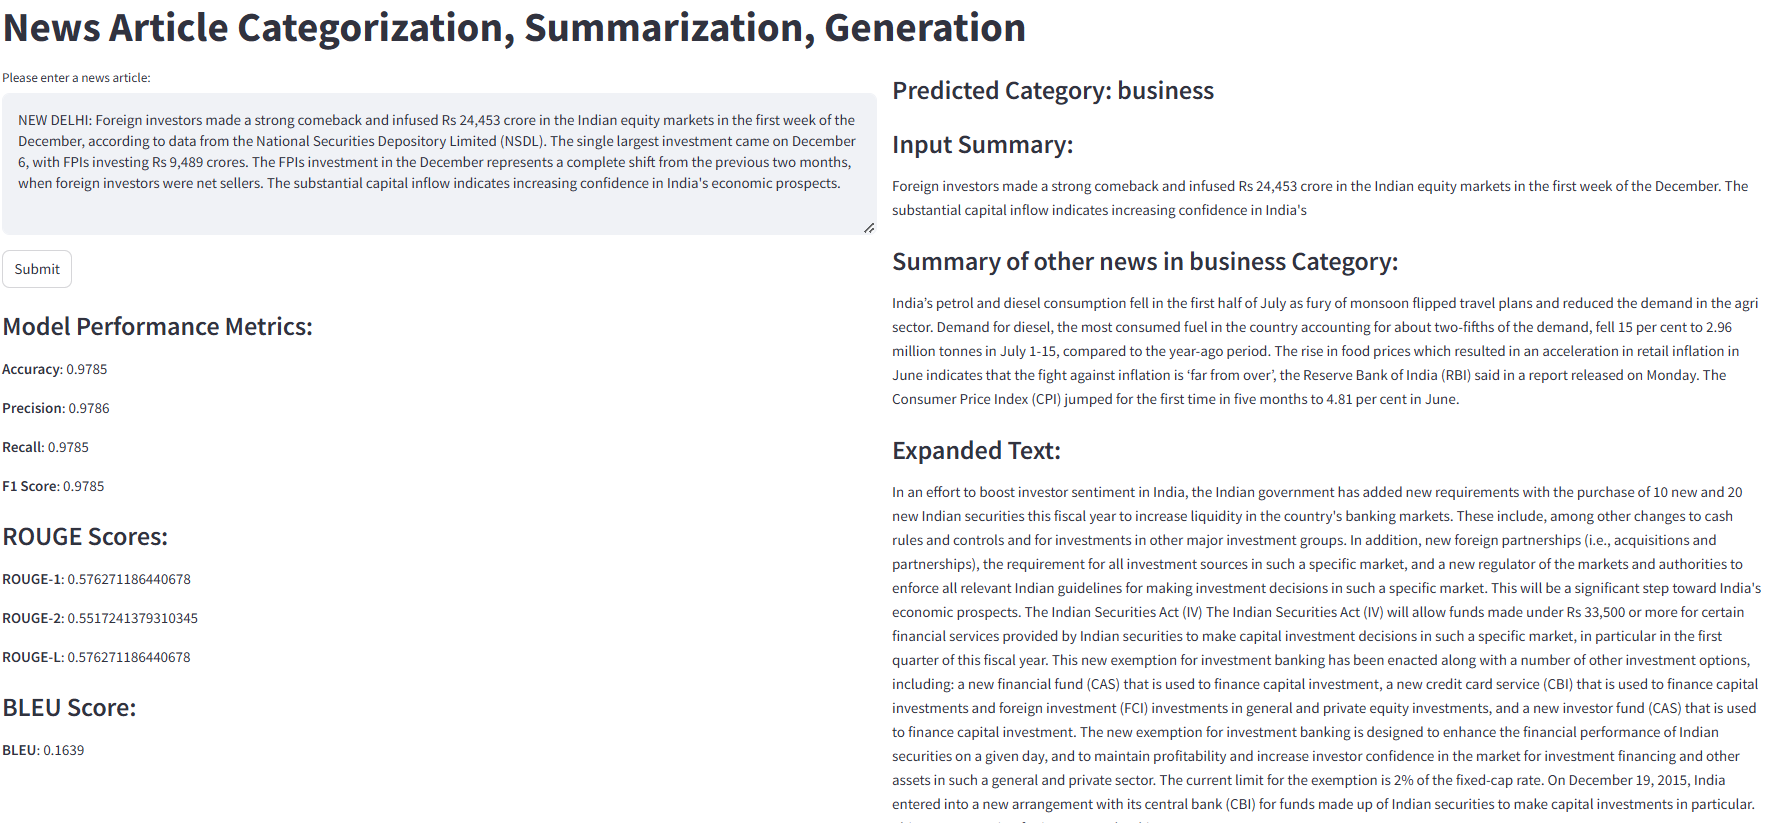 News Article Categorization, Summarization, Generation
Please enter a news article:
NEW DELHI: Foreign investors made a strong comeback and infused Rs 24,453 crore in the Indian equity markets in the first week of the
December, according to data from the National Securities Depository Limited (NSDL). The single largest investment came on December
6, with FPIs investing Rs 9,489 crores. The FPIs investment in the December represents a complete shift from the previous two months,
when foreign investors were net sellers. The substantial capital inflow indicates increasing confidence in India's economic prospects.
Submit
Model Performance Metrics:
Accuracy: 0.9785
Precision: 0.9786
Recall: 0.9785
F1 Score: 0.9785
ROUGE Scores:
ROUGE-1: 0.576271186440678
ROUGE-2: 0.5517241379310345
ROUGE-L: 0.576271186440678
BLEU Score:
BLEU: 0.1639
Predicted Category: business
Input Summary:
Foreign investors made a strong comeback and infused Rs 24,453 crore in the Indian equity markets in the first week of the December. The
substantial capital inflow indicates increasing confidence in India's
Summary of other news in business Category:
India’s petrol and diesel consumption fell in the first half of July as fury of monsoon flipped travel plans and reduced the demand in the agri
sector. Demand for diesel, the most consumed fuel in the country accounting for about two-fifths of the demand, fell 15 per cent to 2.96
million tonnes in July 1-15, compared to the year-ago period. The rise in food prices which resulted in an acceleration in retail inflation in
June indicates that the fight against inflation is ‘far from over’, the Reserve Bank of India (RBI) said in a report released on Monday. The
Consumer Price Index (CPI) jumped for the first time in five months to 4.81 per cent in June.
Expanded Text:
In an effort to boost investor sentiment in India, the Indian government has added new requirements with the purchase of 10 new and 20
new Indian securities this fiscal year to increase liquidity in the country's banking markets. These include, among other changes to cash
rules and controls and for investments in other major investment groups. In addition, new foreign partnerships (i.e., acquisitions and
partnerships), the requirement for all investment sources in such a specific market, and a new regulator of the markets and authorities to
enforce all relevant Indian guidelines for making investment decisions in such a specific market. This will be a significant step toward India's
economic prospects. The Indian Securities Act (IV) The Indian Securities Act (IV) will allow funds made under Rs 33,500 or more for certain
financial services provided by Indian securities to make capital investment decisions in such a specific market, in particular in the first
quarter of this fiscal year. This new exemption for investment banking has been enacted along with a number of other investment options,
including: a new financial fund (CAS) that is used to finance capital investment, a new credit card service (CBI) that is used to finance capital
investments and foreign investment (FCI) investments in general and private equity investments, and a new investor fund (CAS) that is used
to finance capital investment. The new exemption for investment banking is designed to enhance the financial performance of Indian
securities on a given day, and to maintain profitability and increase investor confidence in the market for investment financing and other
assets in such a general and private sector. The current limit for the exemption is 2% of the fixed-cap rate. On December 19, 2015, India
entered into a new arrangement with its central bank (CBI) for funds made up of Indian securities to make capital investments in particular.